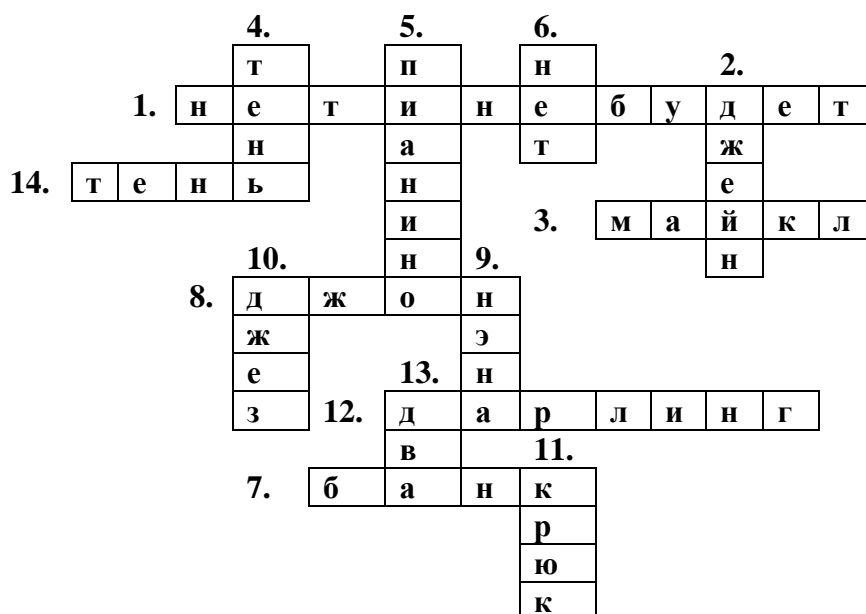 4. 5. 6.
т п н 2.
1. н е т и н е б у д е т
н а т ж
14. т е н ь н е
и 3. м а й к л
10. н 9. н
8. д ж о н
ж э
е 13. н
з 12. д а р л и н г
в 11.
7. б а н к
р
ю
к